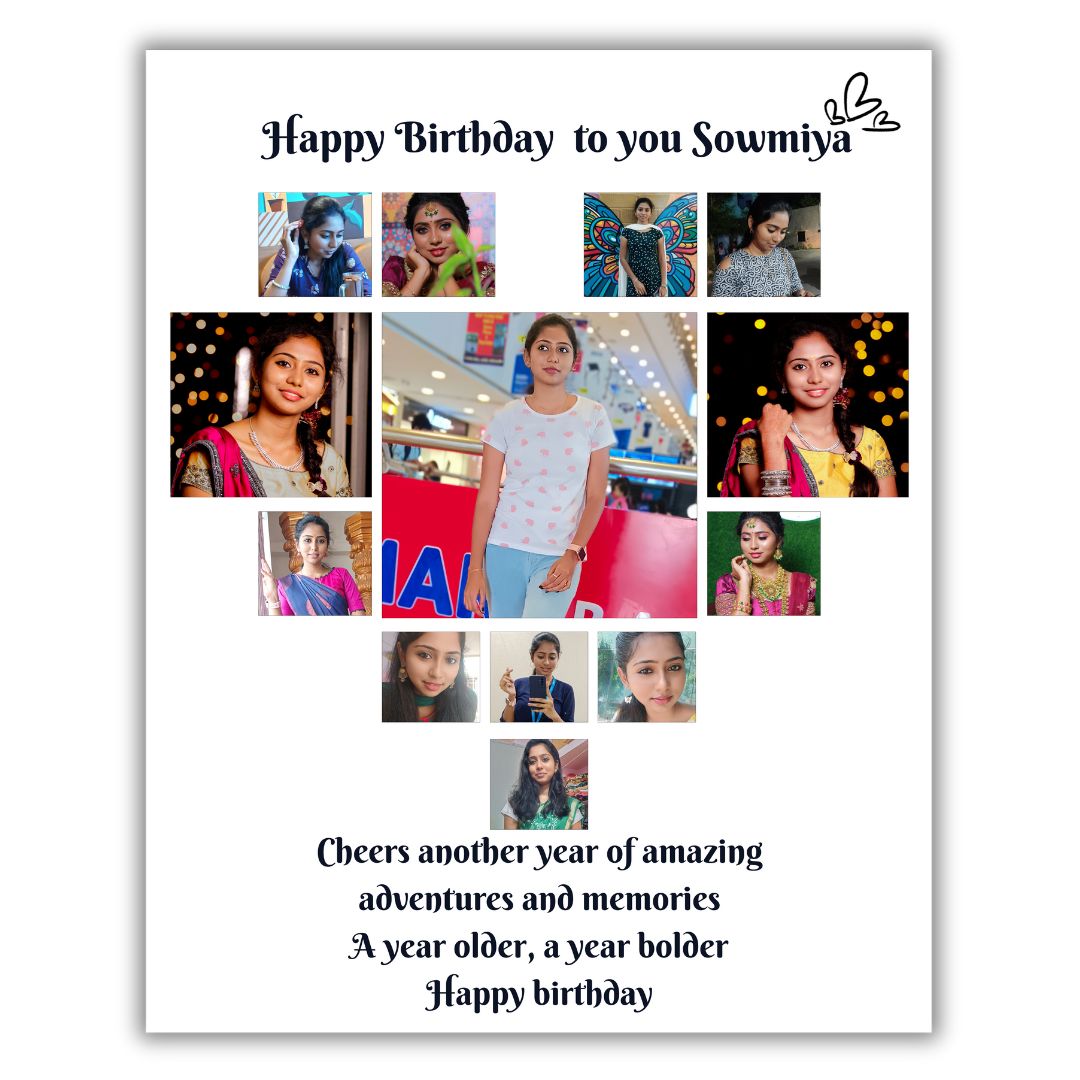 Happy Birthday to you Sowmiya
MAI
Cheers another year of amazing
adventures and memories
A year older, a year bolder
Happy birthday